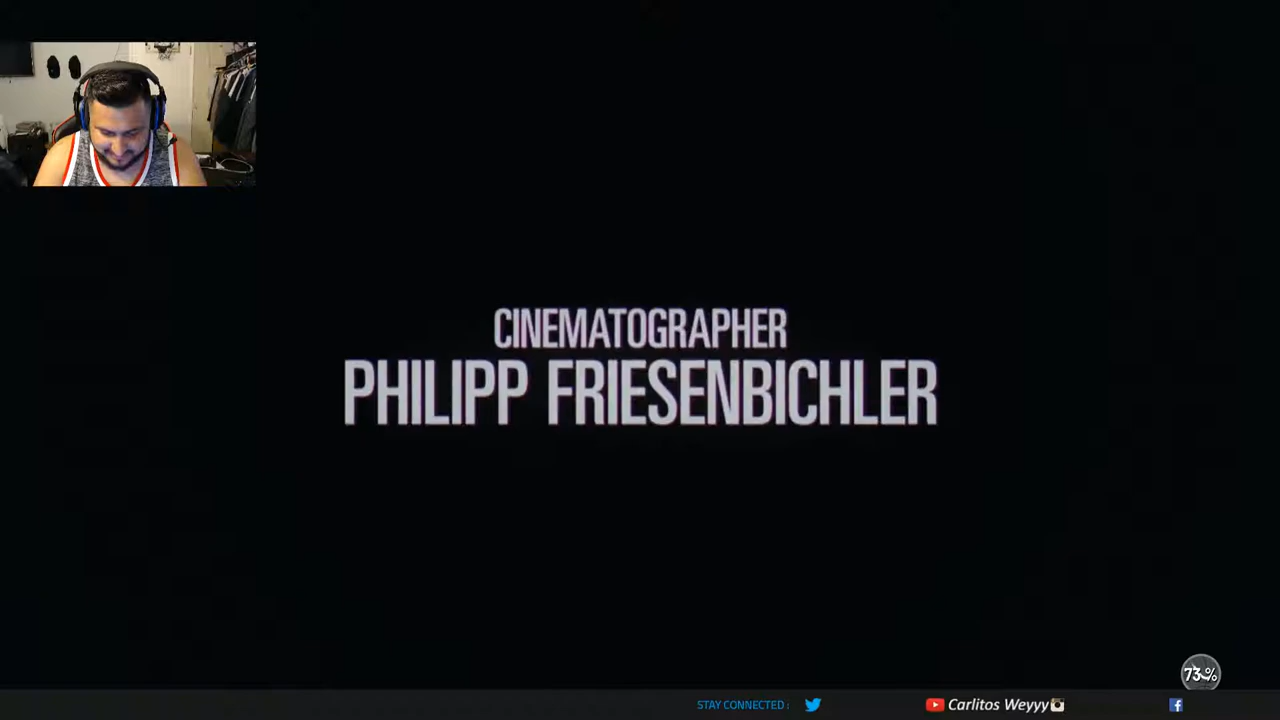 CINEMATOGRAPHER
PHILIPP FRIESENBICHLER
73%
STAY CONNECTED : Carlitos Weyyy